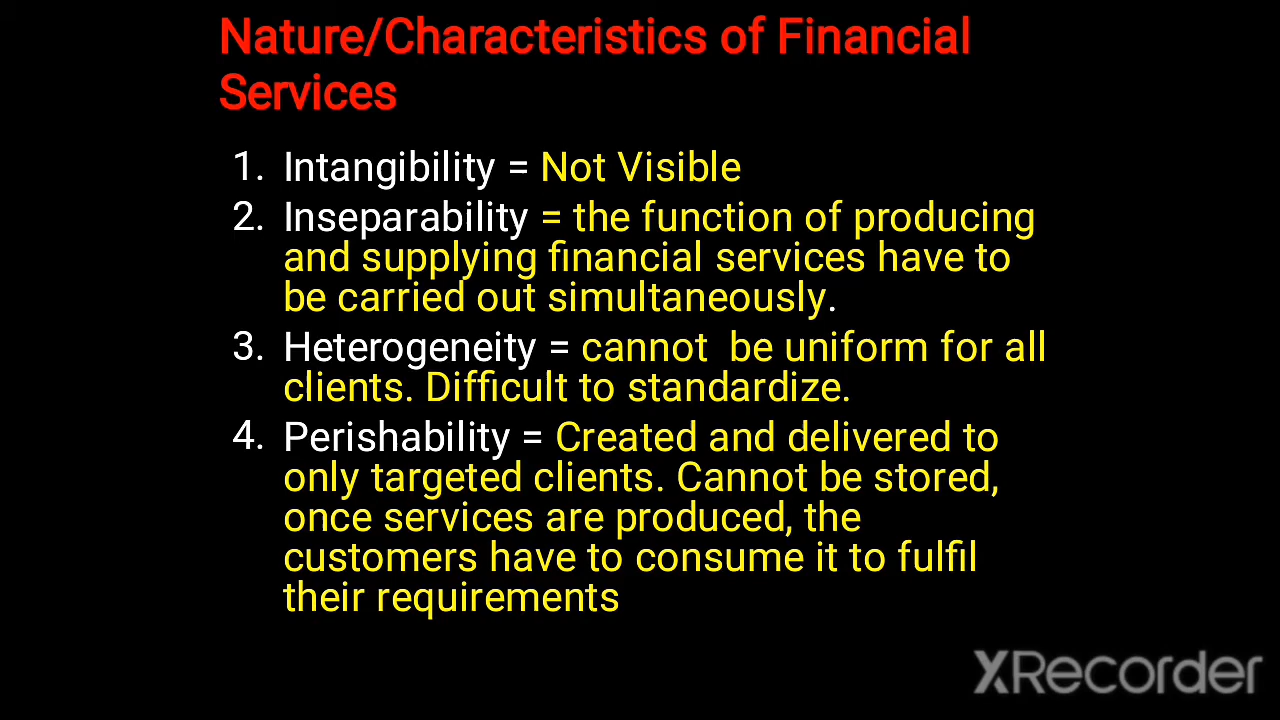 Nature/Characteristics of Financial
Services
1. Intangibility = Not Visible
2. Inseparability = the function of producing
and supplying financial services have to
be carried out simultaneously.
3. Heterogeneity = cannot  be uniform for all
clients. Difficult to standardize.
4. Perishability = Created and delivered to
only targeted clients. Cannot be stored,
once services are produced, the
customers have to consume it to fulfil
their requirements
XRecorder